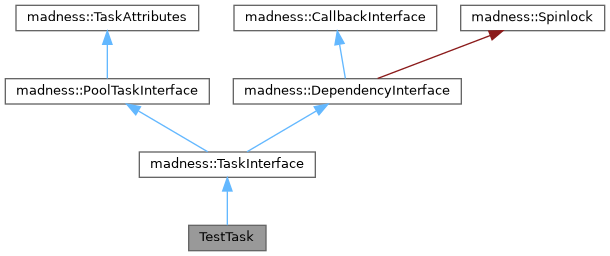 madness::TaskAttributes
madness::CallbackInterface
madness::Spinlock
madness::PoolTaskInterface
madness::DependencyInterface
madness::TaskInterface
TestTask